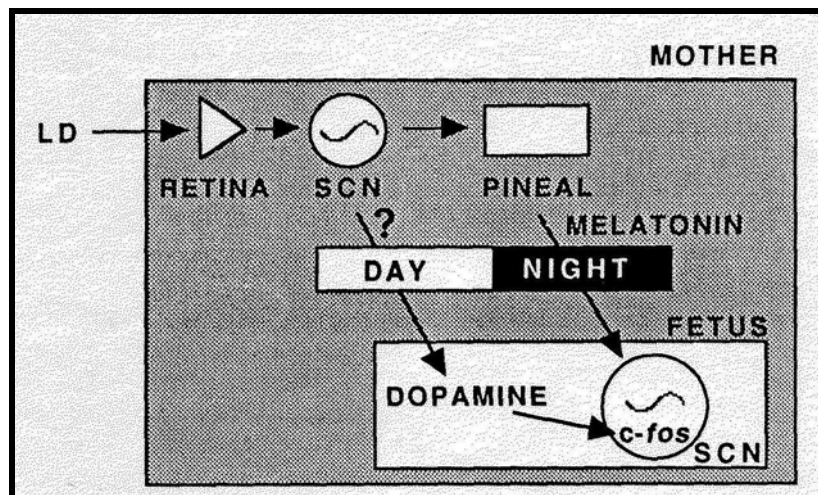 MOTHER
LD
RETINA SCN PINEAL
? MELATONIN
DAY NIGHT
FETUS
DOPAMINE
c-fos
SCN